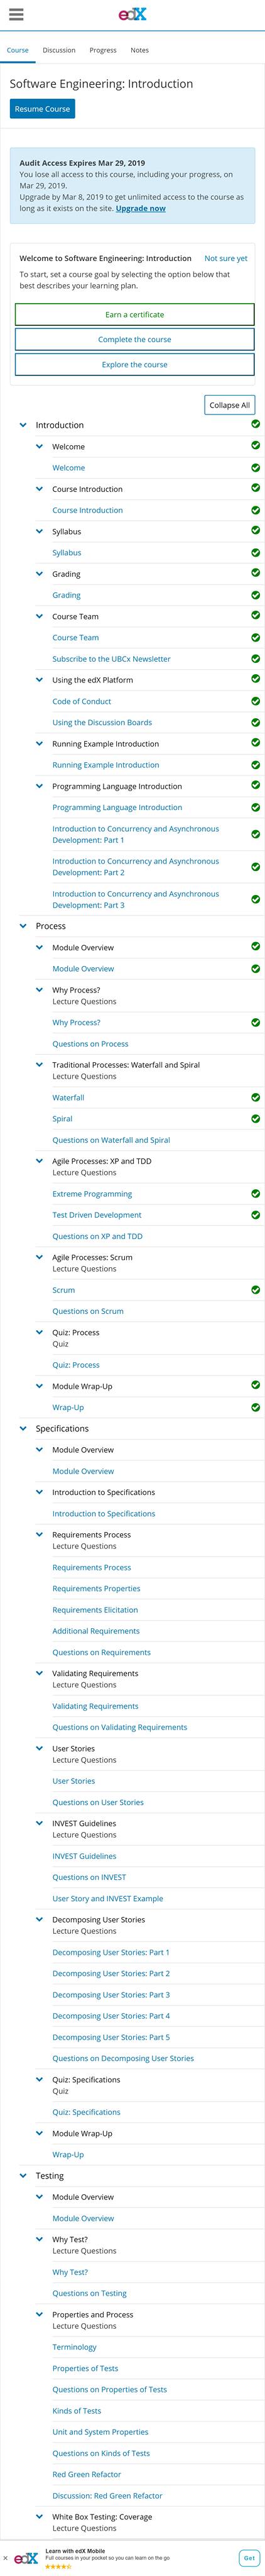 edX
Course
Discussion
Progress
Notes
Software Engineering: Introduction
Resume Course
Audit Access Expires Mar 29, 2019
You lose all access to this course, including your progress, on
Mar 29, 2019.
Upgrade by Mar 8, 2019 to get unlimited access to the course as
long as it exists on the site. Upgrade now
Welcome to Software Engineering: Introduction
Not sure yet
To start, set a course goal by selecting the option below that
best describes your learning plan.
Earn a certificate
Complete the course
Explore the course
Collapse All
Introduction
Welcome
Welcome
Course Introduction
Course Introduction
Syllabus
Syllabus
Grading
Grading
Course Team
Course Team
Subscribe to the UBCx Newsletter
Using the edX Platform
Code of Conduct
Using the Discussion Boards
Running Example Introduction
Running Example Introduction
Programming Language Introduction
Programming Language Introduction
Introduction to Concurrency and Asynchronous
Development: Part 1
Introduction to Concurrency and Asynchronous
Development: Part 2
Introduction to Concurrency and Asynchronous
Development: Part 3
Process
Module Overview
Module Overview
Why Process?
Lecture Questions
Why Process?
Questions on Process
Traditional Processes: Waterfall and Spiral
Lecture Questions
Waterfall
Spiral
Questions on Waterfall and Spiral
Agile Processes: XP and TDD
Lecture Questions
Extreme Programming
Test Driven Development
Questions on XP and TDD
Agile Processes: Scrum
Lecture Questions
Scrum
Questions on Scrum
Quiz: Process
Quiz
Quiz: Process
Module Wrap-Up
Wrap-Up
Specifications
Module Overview
Module Overview
Introduction to Specifications
Introduction to Specifications
Requirements Process
Lecture Questions
Requirements Process
Requirements Properties
Requirements Elicitation
Additional Requirements
Questions on Requirements
Validating Requirements
Lecture Questions
Validating Requirements
Questions on Validating Requirements
User Stories
Lecture Questions
User Stories
Questions on User Stories
INVEST Guidelines
Lecture Questions
INVEST Guidelines
Questions on INVEST
User Story and INVEST Example
Decomposing User Stories
Lecture Questions
Decomposing User Stories: Part 1
Decomposing User Stories: Part 2
Decomposing User Stories: Part 3
Decomposing User Stories: Part 4
Decomposing User Stories: Part 5
Questions on Decomposing User Stories
Quiz: Specifications
Quiz
Quiz: Specifications
Module Wrap-Up
Wrap-Up
Testing
Module Overview
Module Overview
Why Test?
Lecture Questions
Why Test?
Questions on Testing
Properties and Process
Lecture Questions
Terminology
Properties of Tests
Questions on Properties of Tests
Kinds of Tests
Unit and System Properties
Questions on Kinds of Tests
Red Green Refactor
Discussion: Red Green Refactor
White Box Testing: Coverage
Lecture Questions
edX
Learn with edX Mobile
Full courses in your pocket so you can learn on the go
Get